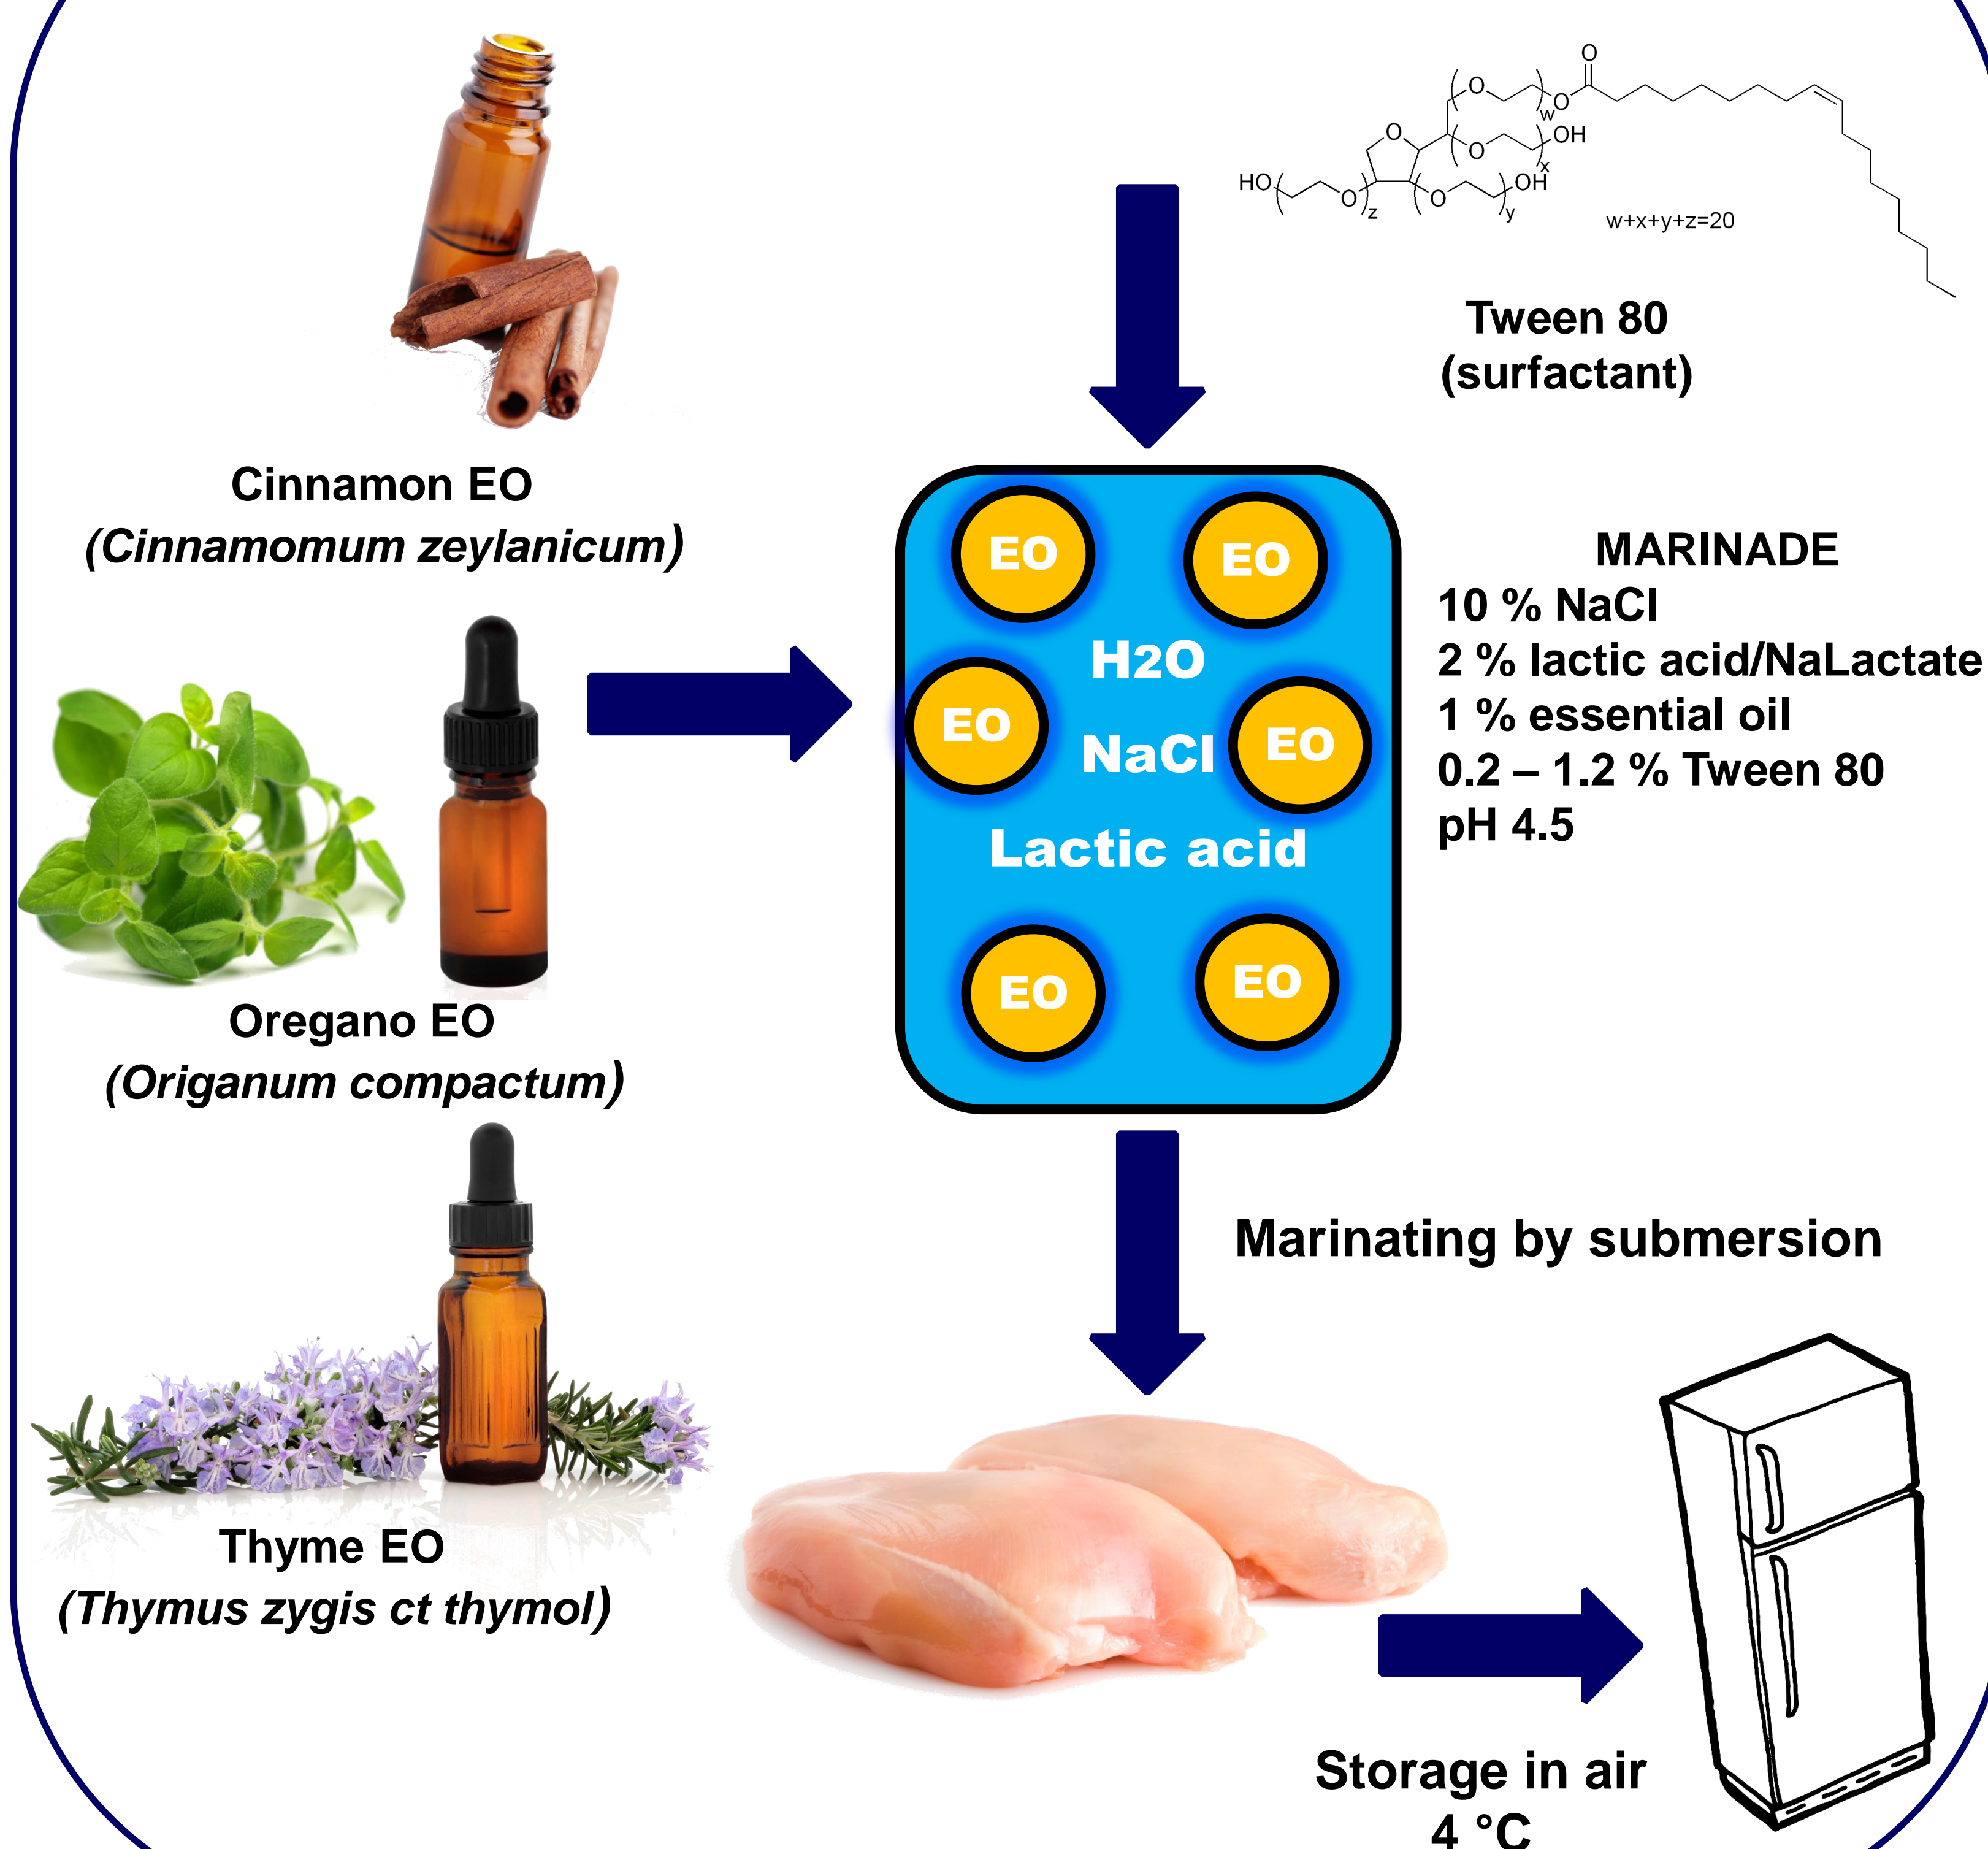 Cinnamon EO
(Cinnamomum zeylanicum)
Oregano EO
(Origanum compactum)
Thyme EO
(Thymus zygis ct thymol)
O
O
w
O
O
O
OH
x
HO
O
z
O
OH
y
w+x+y+z=20
Tween 80
(surfactant)
EO
EO
H2O
EO
NaCl
EO
Lactic acid
EO
EO
MARINADE
10 % NaCl
2 % lactic acid/NaLactate
1 % essential oil
0.2 – 1.2 % Tween 80
pH 4.5
Marinating by submersion
Storage in air
4 °C